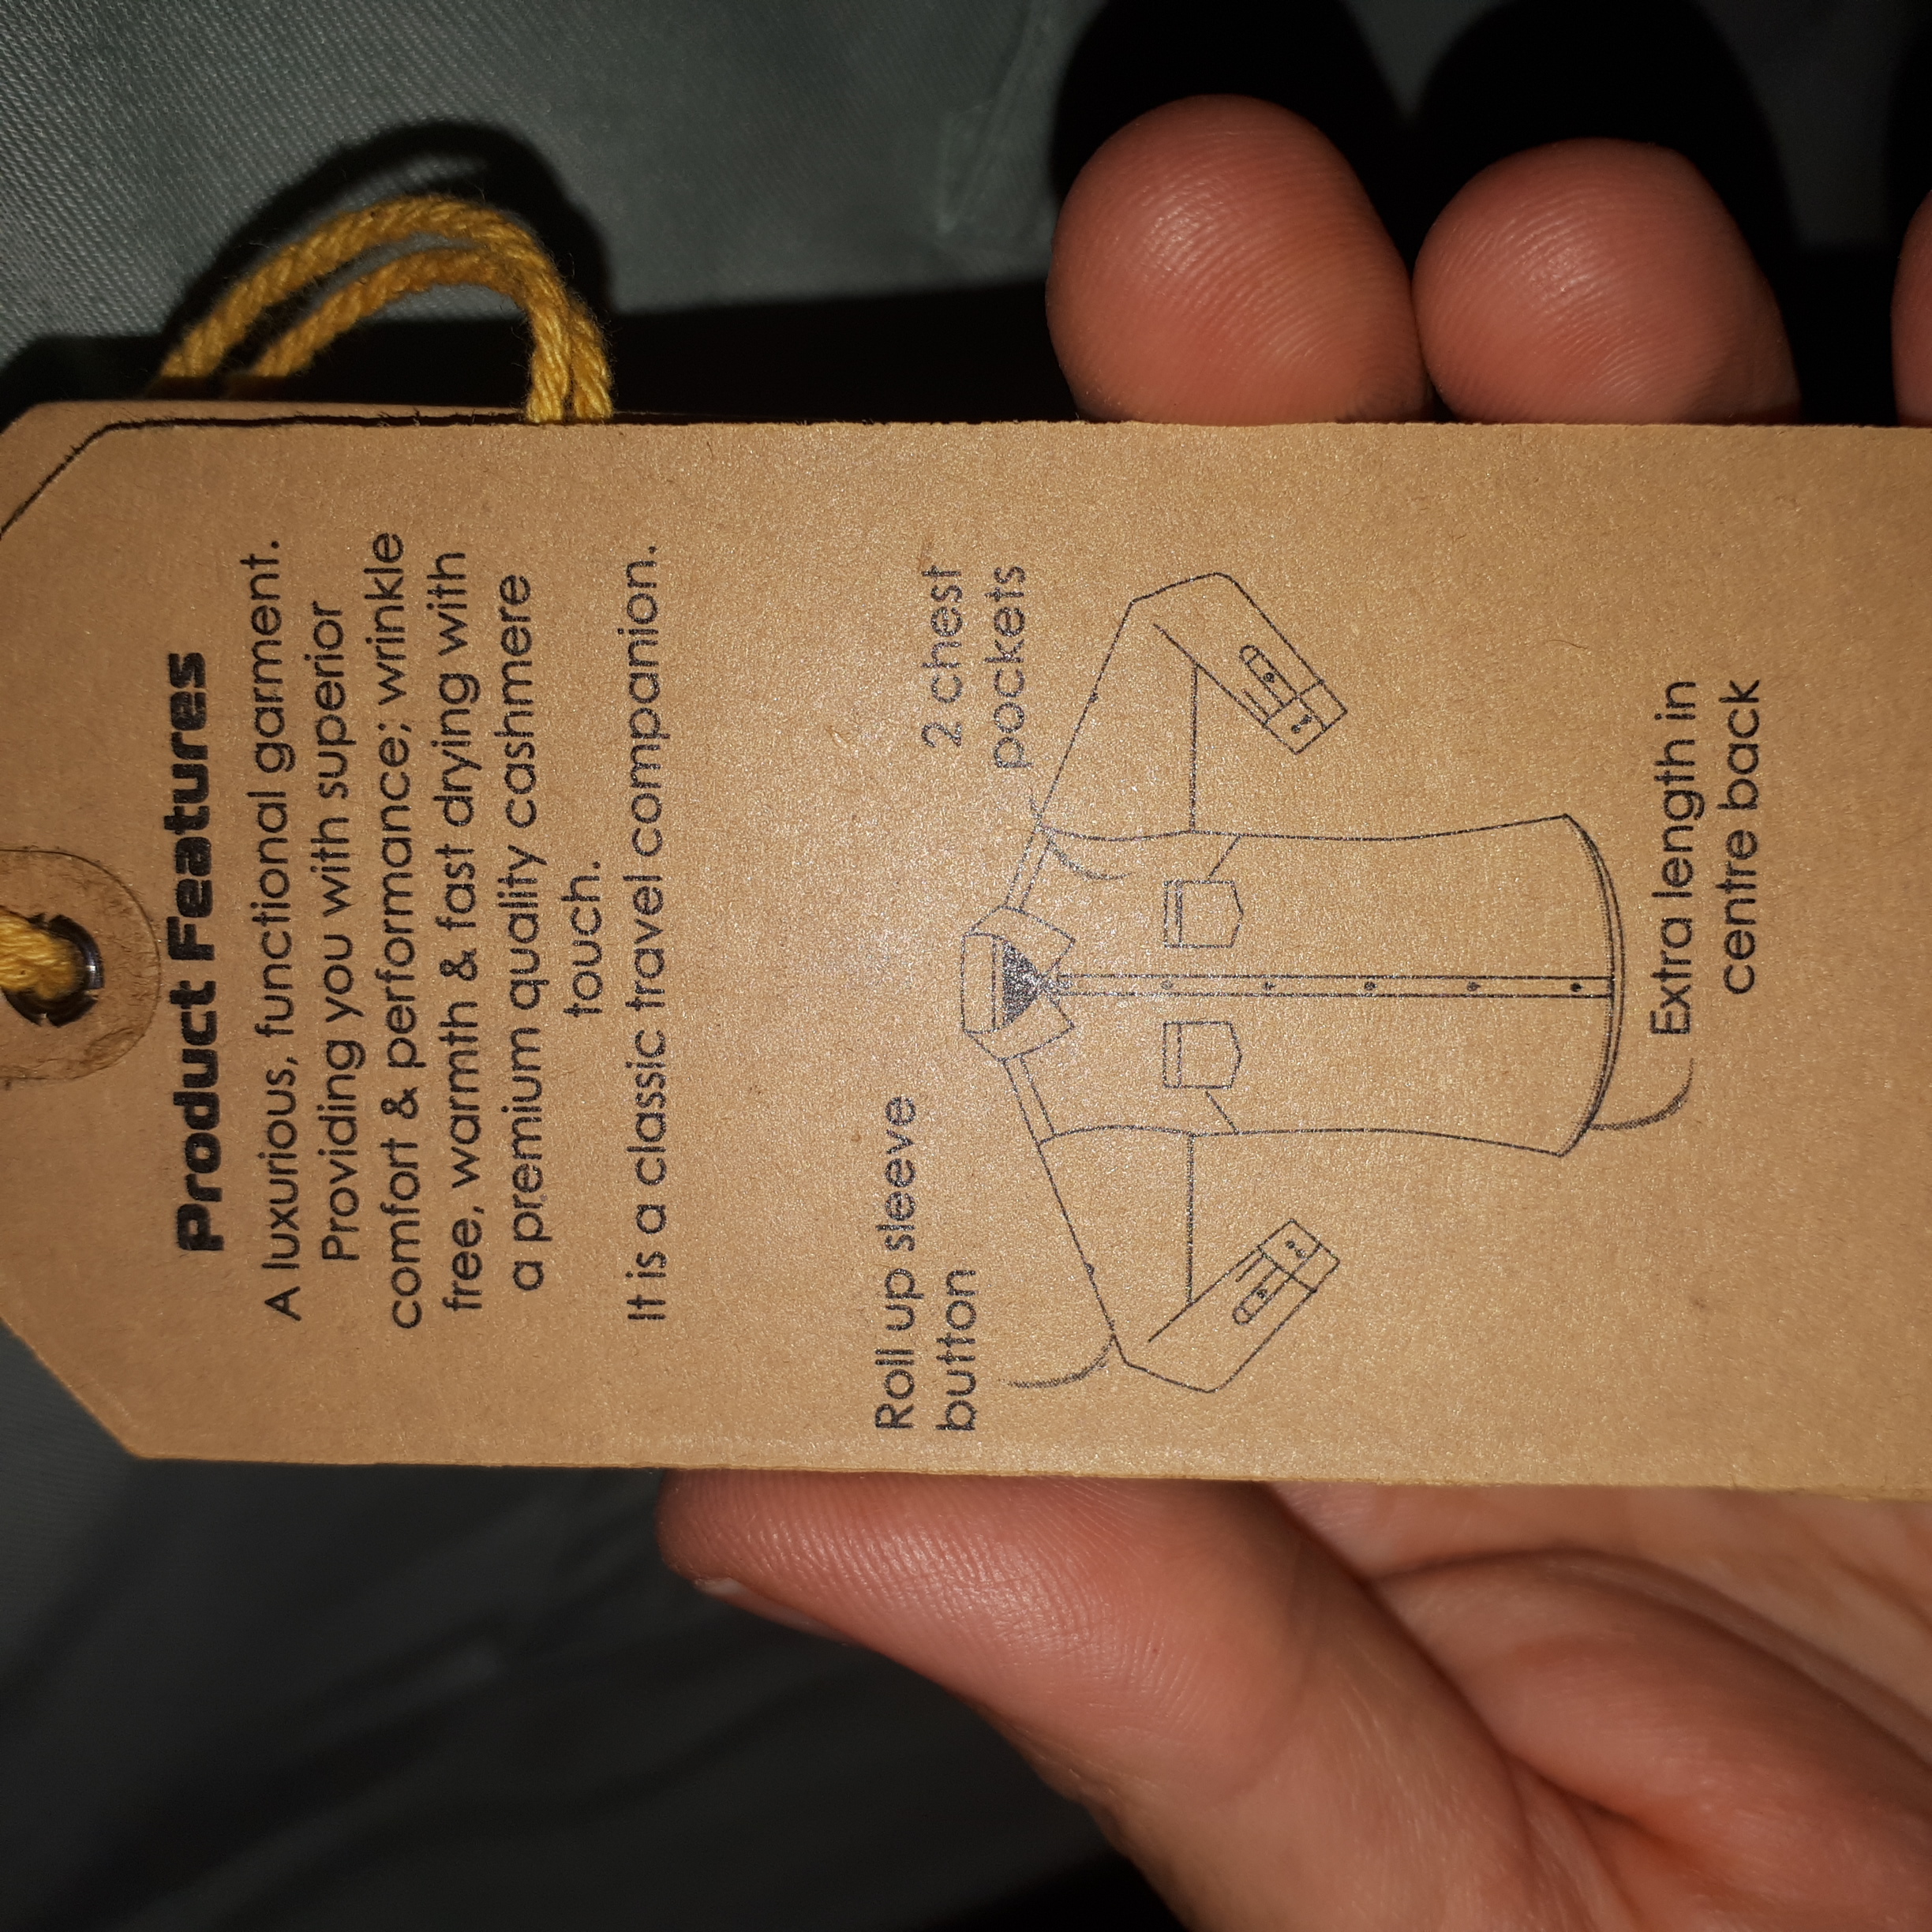 Product Features
A luxurious, functional garment.
Providing you with superior
comfort & performance; wrinkle
free, warmth & fast drying with
a premium quality cashmere
touch.
It is a classic travel companion.
Roll up sleeve
button
2 chest
pockets
Extra length in
centre back